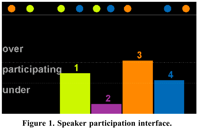 over
3
participating
1
4
under
2
Figure 1. Speaker participation interface.